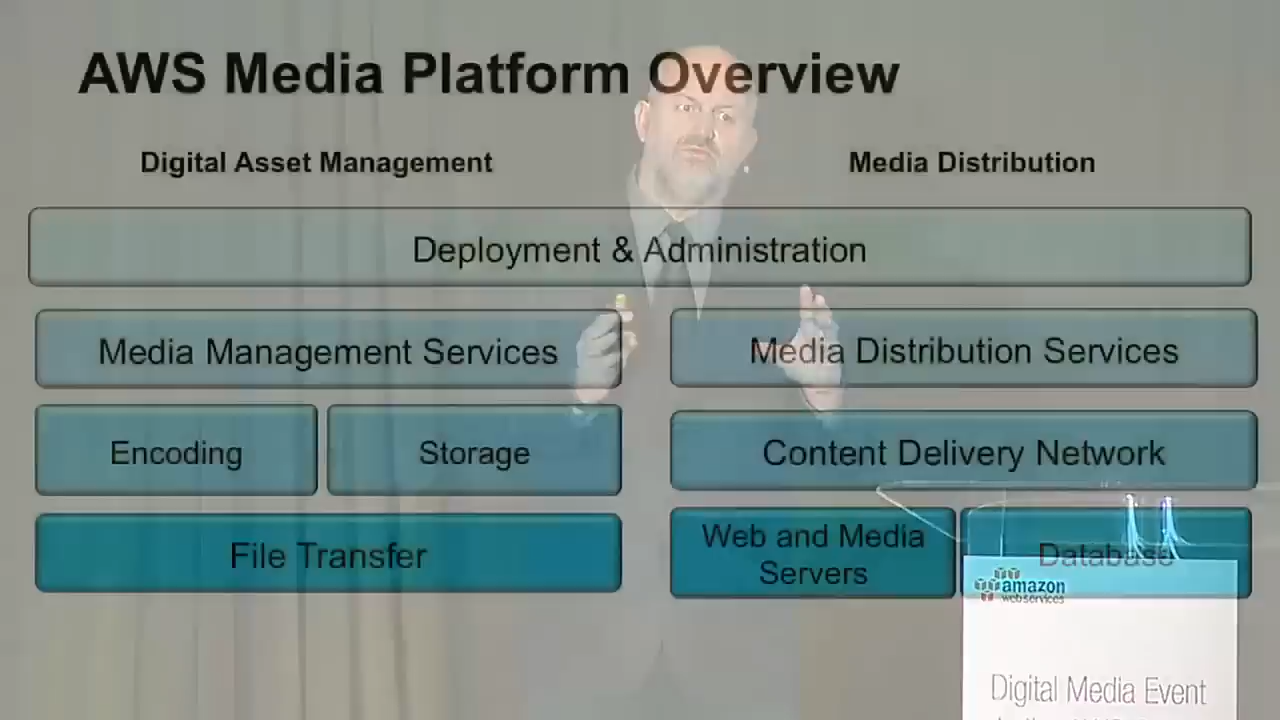 AWS Media Platform Overview
Digital Asset Management
Media Distribution
Deployment & Administration
Media Management Services
Media Distribution Services
Encoding
Storage
Content Delivery Network
File Transfer
Web and Media
Servers
Database
amazon
webservices
Digital Media Event